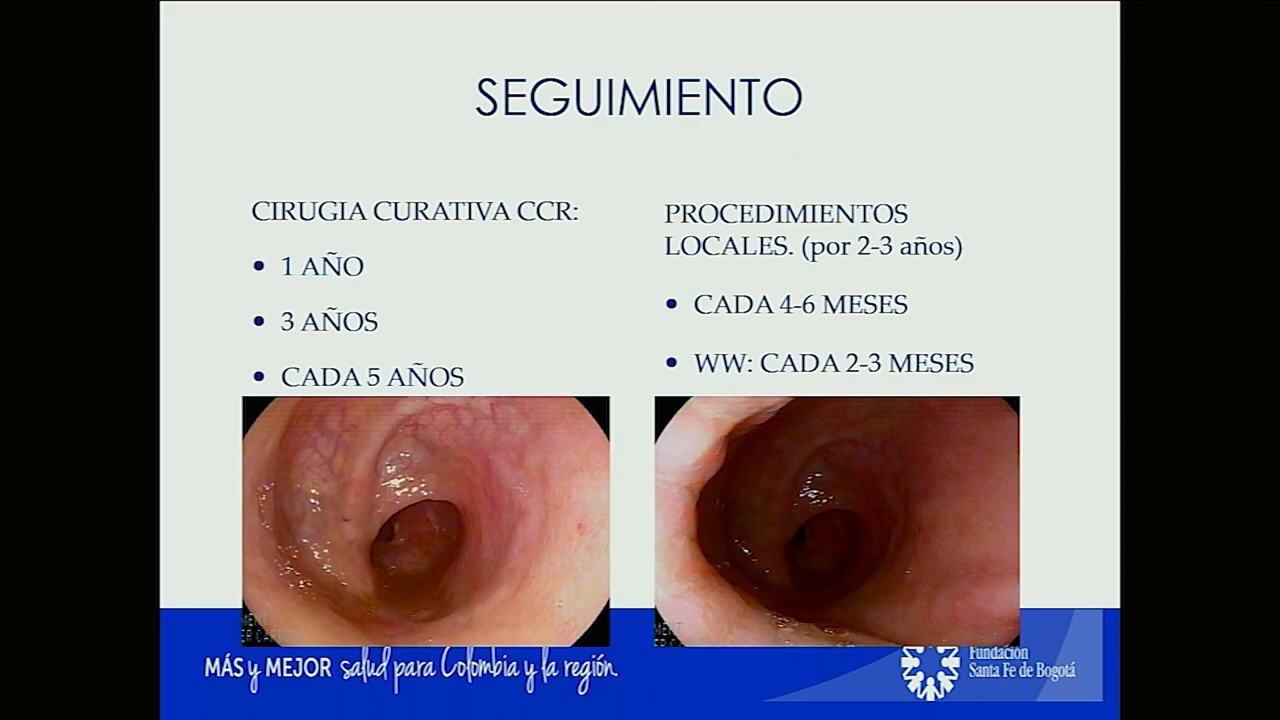 SEGUIMIENTO
CIRUGIA CURATIVA CCR:
• 1 AÑO
• 3 AÑOS
• CADA 5 AÑOS
PROCEDIMIENTOS
LOCALES. (por 2-3 años)
• CADA 4-6 MESES
• WW: CADA 2-3 MESES
MÁS y MEJOR salud para Colombia y la región.
Fundación
Santa Fe de Bogotá